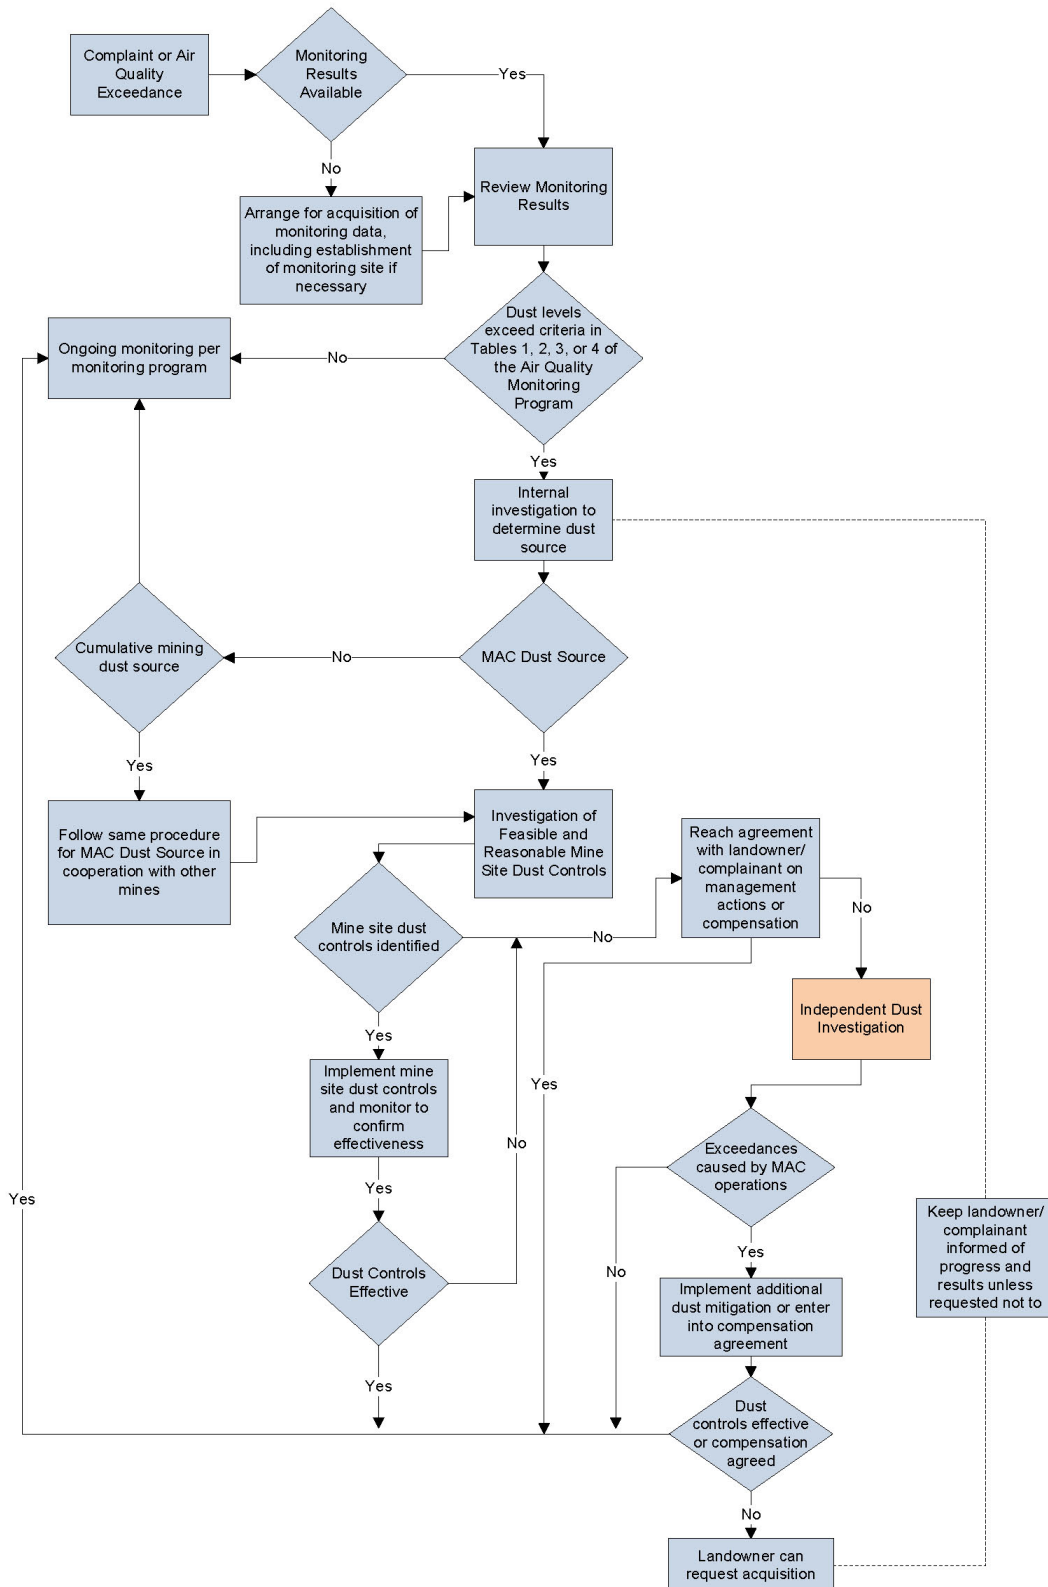 Complaint or Air
Quality
Exceedance
Monitoring
Results
Available
Yes
No
Review Monitoring
Results
Arrange for acquisition of
monitoring data,
including establishment
of monitoring site if
necessary
Dust levels
exceed criteria in
Tables 1, 2, 3, or 4 of
the Air Quality
Monitoring
Program
Ongoing monitoring per
monitoring program
No
Yes
Internal
investigation to
determine dust
source
MAC Dust Source
No
Cumulative mining
dust source
Yes
Yes
Follow same procedure
for MAC Dust Source in
cooperation with other
mines
Investigation of
Feasible and
Reasonable Mine
Site Dust Controls
Reach agreement
with landowner/
complainant on
management
actions or
compensation
No
Mine site dust
controls identified
No
Independent Dust
Investigation
Yes
Implement mine
site dust controls
and monitor to
confirm
effectiveness
Yes
No
Exceedances
caused by MAC
operations
Yes
Yes
Keep landowner/
complainant
informed of
progress and
results unless
requested not to
Yes
Dust Controls
Effective
No
Implement additional
dust mitigation or enter
into compensation
agreement
Yes
Dust
controls effective
or compensation
agreed
No
Landowner can
request acquisition